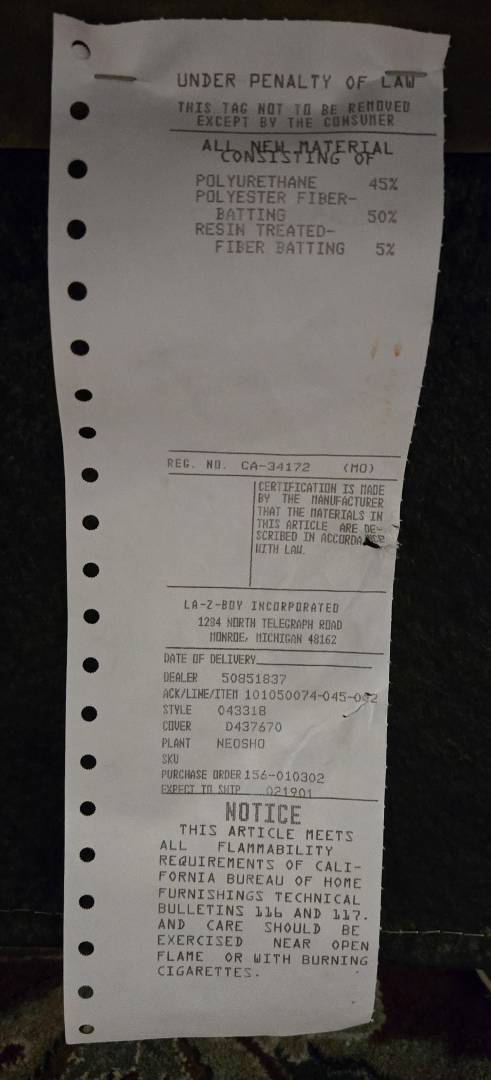 UNDER PENALTY OF LAW
THIS TAG NOT TO BE REMOVED
EXCEPT BY THE CONSUMER
ALL NEW MATERIAL
CONSISTING OF
POLYURETHANE 45%
POLYESTER FIBER-
BATTING 50%
RESIN TREATED-
FIBER BATTING 5%
REG. NO. CA-34172 (MO)
CERTIFICATION IS MADE
BY THE MANUFACTURER
THAT THE MATERIALS IN
THIS ARTICLE ARE DE-
SCRIBED IN ACCORDANCE
WITH LAW.
LA-Z-BOY INCORPORATED
1284 NORTH TELEGRAPH ROAD
MONROE, MICHIGAN 48162
DATE OF DELIVERY
DEALER 50851837
ACK/LINE/ITEM 101050074-045-002
STYLE 043318
COVER D437670
PLANT NEOSHO
SKU
PURCHASE ORDER 156-010302
EXPECT TO SHIP 021901
NOTICE
THIS ARTICLE MEETS
ALL FLAMMABILITY
REQUIREMENTS OF CALI-
FORNIA BUREAU OF HOME
FURNISHINGS TECHNICAL
BULLETINS 116 AND 117.
AND CARE SHOULD BE
EXERCISED NEAR OPEN
FLAME OR WITH BURNING
CIGARETTES.